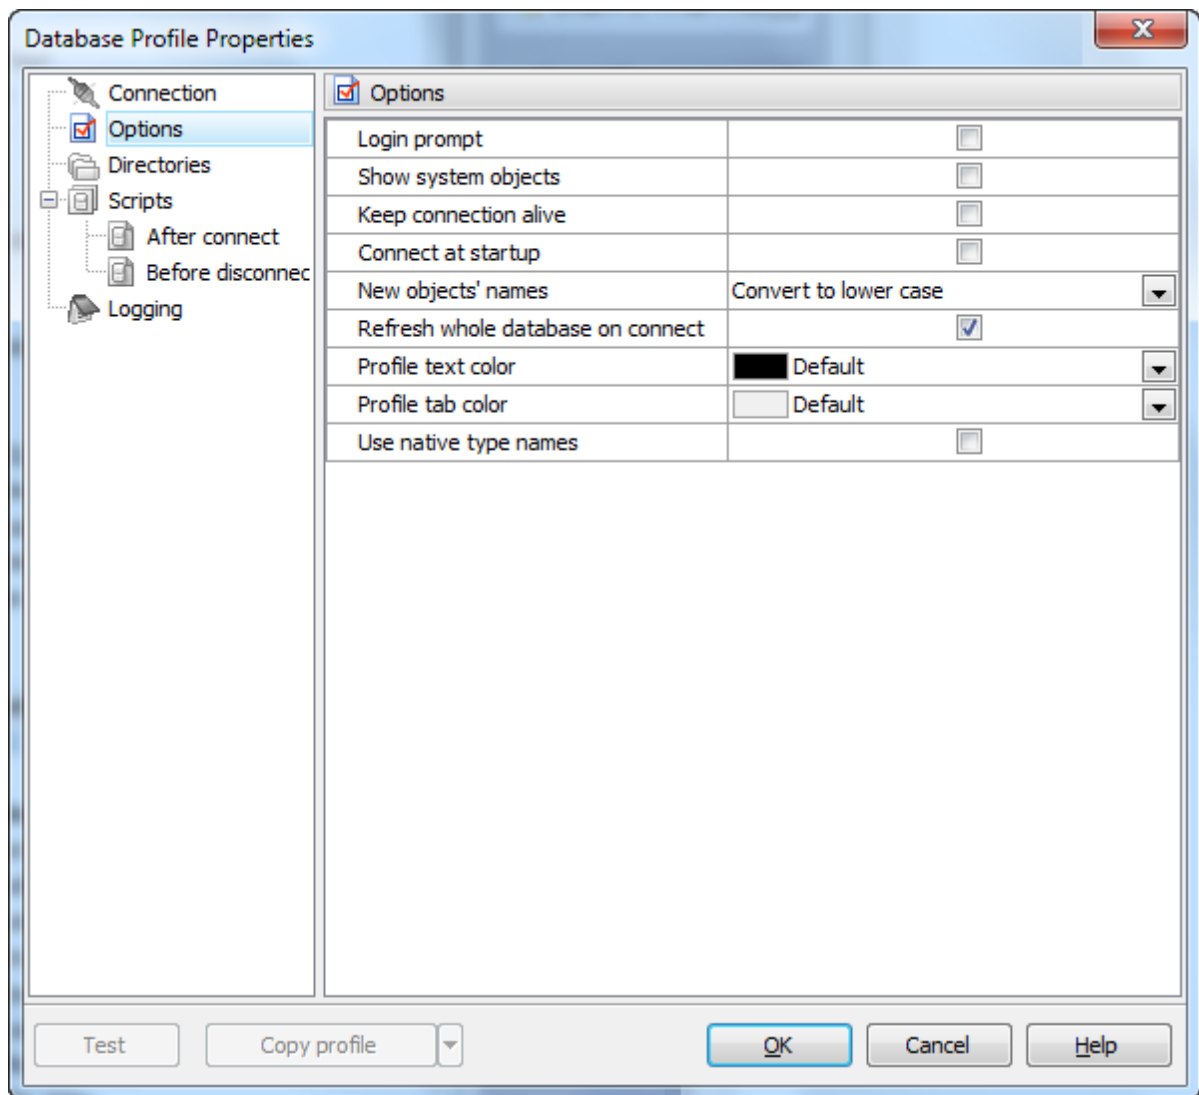 Database Profile Properties
Connection
Options
Directories
Scripts
After connect
Before disconnec
Logging
Options
Login prompt
Show system objects
Keep connection alive
Connect at startup
New objects' names Convert to lower case
Refresh whole database on connect
Profile text color Default
Profile tab color Default
Use native type names
Test Copy profile OK Cancel Help